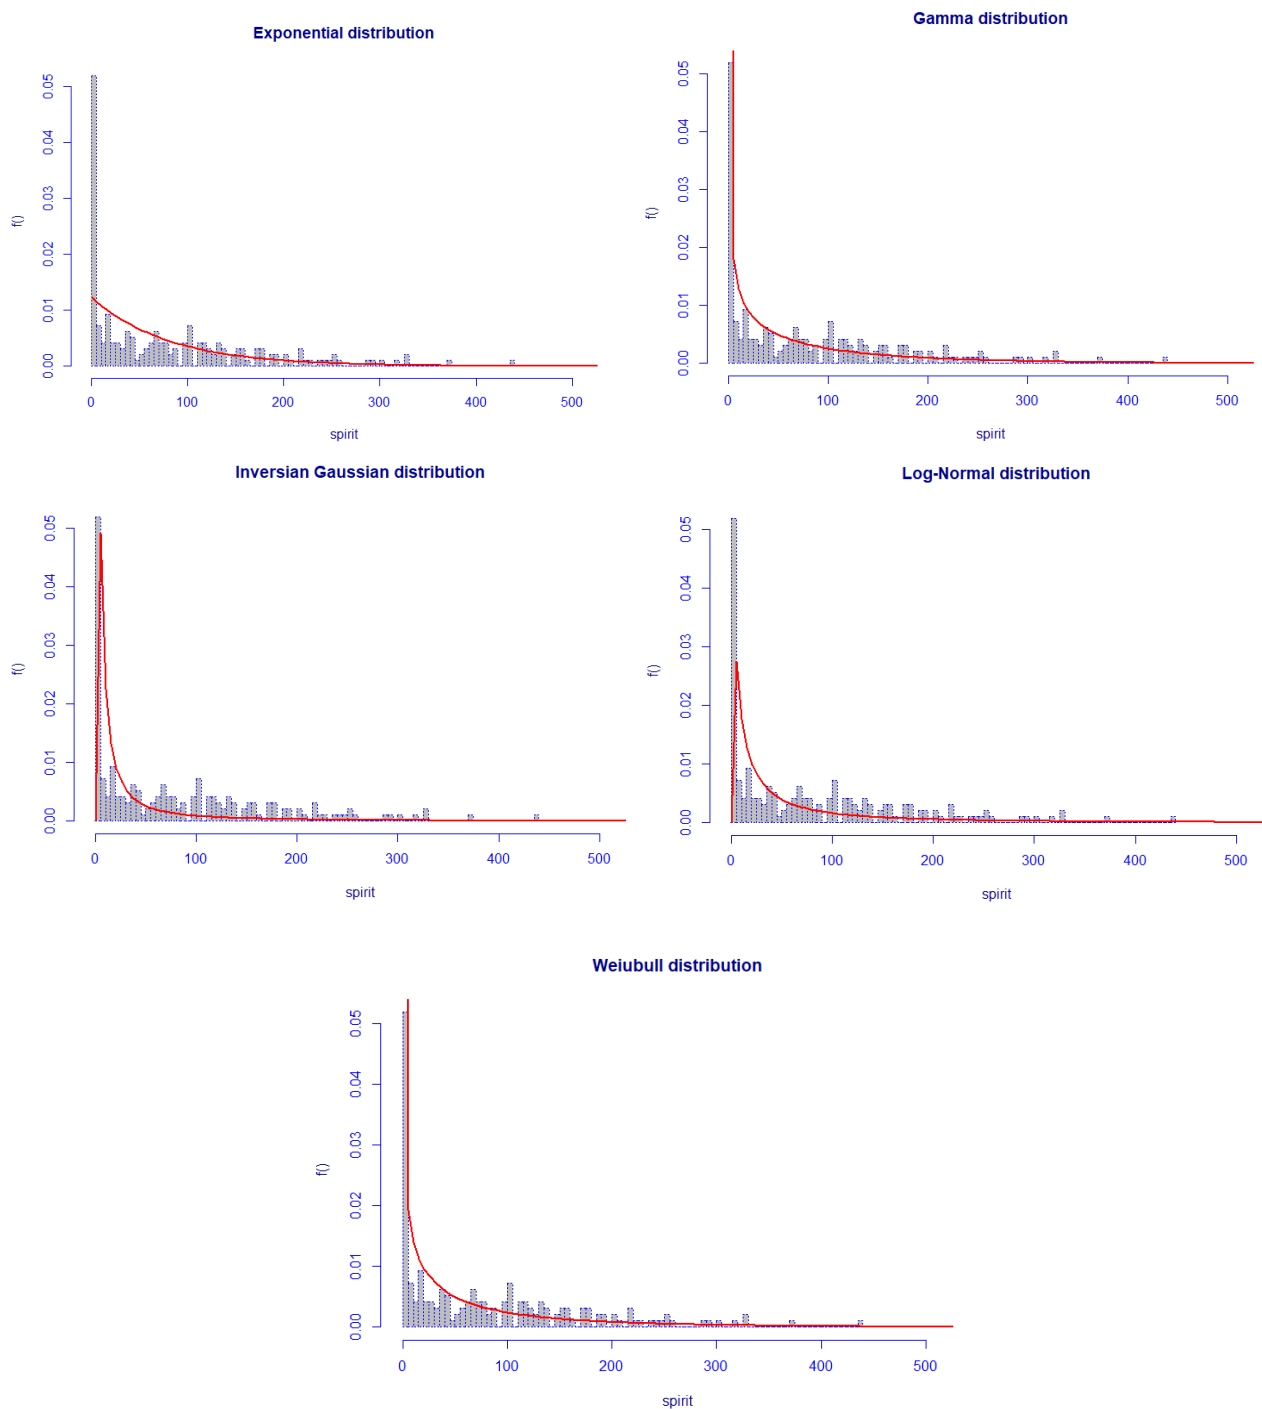 Exponential distribution
f()
0.00 0.01 0.02 0.03 0.04 0.05
0 100 200 300 400 500
spirit
Gamma distribution
f()
0.00 0.01 0.02 0.03 0.04 0.05
0 100 200 300 400 500
spirit
Inversian Gaussian distribution
f()
0.00 0.01 0.02 0.03 0.04 0.05
0 100 200 300 400 500
spirit
Log-Normal distribution
f()
0.00 0.01 0.02 0.03 0.04 0.05
0 100 200 300 400 500
spirit
Weiubull distribution
f()
0.00 0.01 0.02 0.03 0.04 0.05
0 100 200 300 400 500
spirit